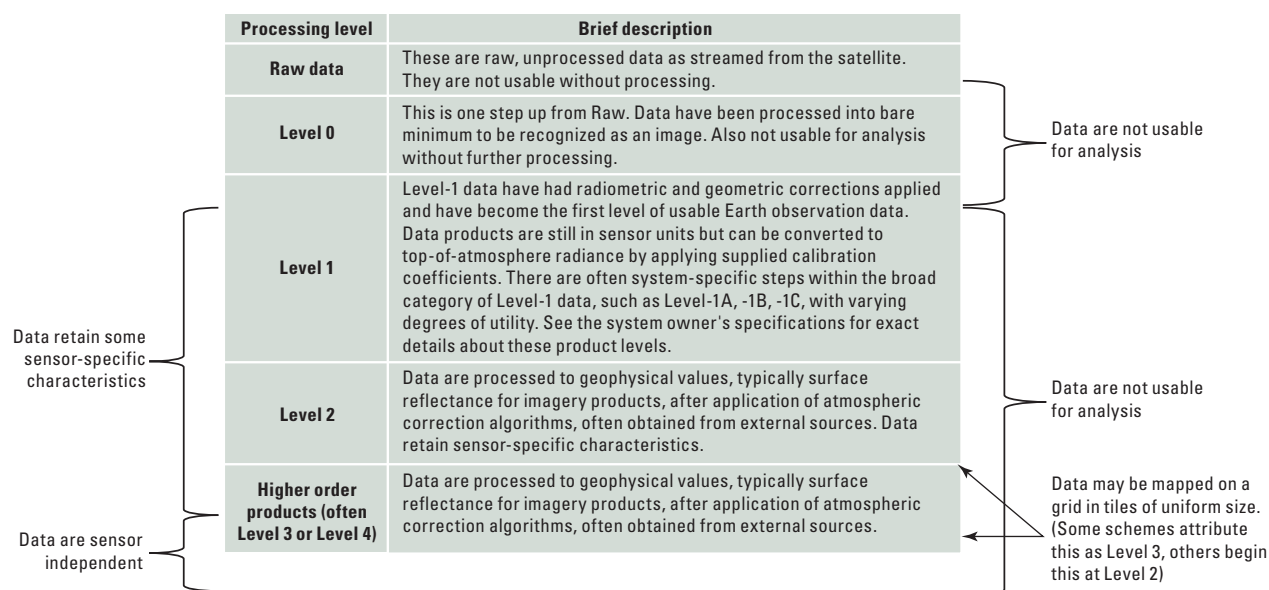 Processing level
Brief description
Raw data
These are raw, unprocessed data as streamed from the satellite.
They are not usable without processing.
Level 0
This is one step up from Raw. Data have been processed into bare
minimum to be recognized as an image. Also not usable for analysis
without further processing.
Data are not usable
for analysis
Level 1
Level-1 data have had radiometric and geometric corrections applied
and have become the first level of usable Earth observation data.
Data products are still in sensor units but can be converted to
top-of-atmosphere radiance by applying supplied calibration
coefficients. There are often system-specific steps within the broad
category of Level-1 data, such as Level-1A, -1B, -1C, with varying
degrees of utility. See the system owner's specifications for exact
details about these product levels.
Data retain some
sensor-specific
characteristics
Level 2
Data are processed to geophysical values, typically surface
reflectance for imagery products, after application of atmospheric
correction algorithms, often obtained from external sources. Data
retain sensor-specific characteristics.
Data are not usable
for analysis
Higher order
products (often
Level 3 or Level 4)
Data are processed to geophysical values, typically surface
reflectance for imagery products, after application of atmospheric
correction algorithms, often obtained from external sources.
Data may be mapped on a
grid in tiles of uniform size.
(Some schemes attribute
this as Level 3, others begin
this at Level 2)
Data are sensor
independent